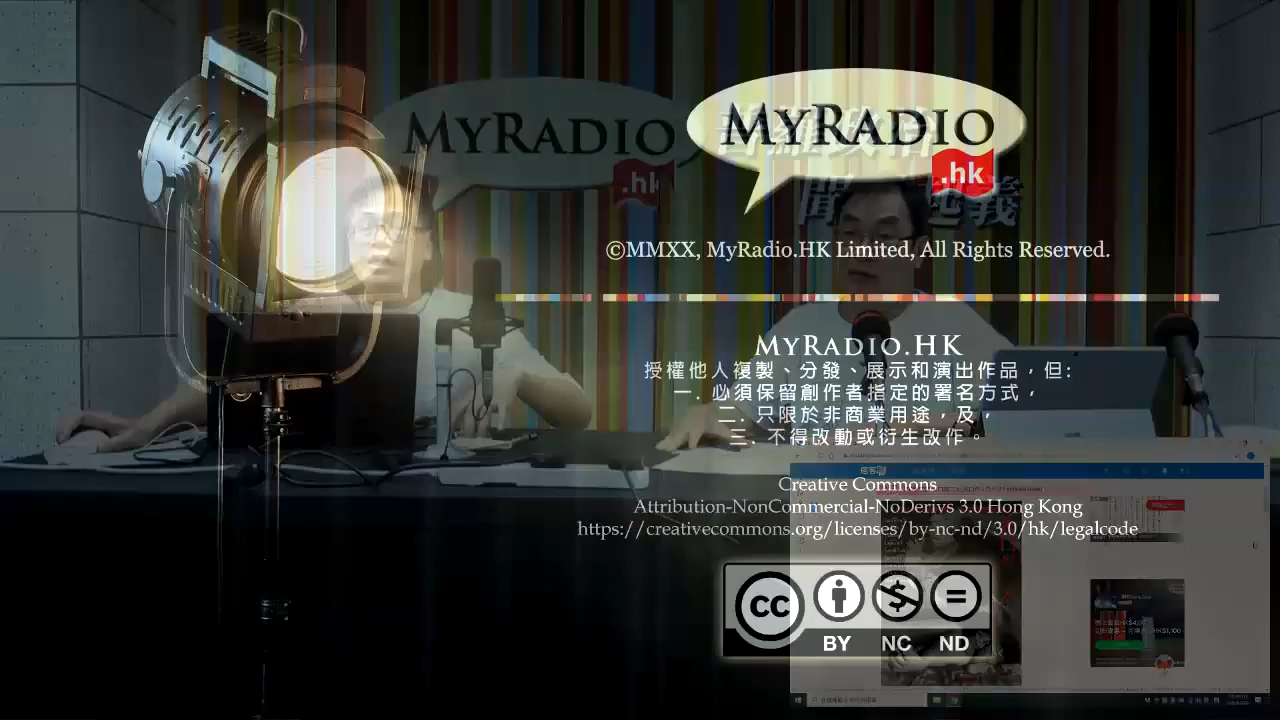 MYRADIO
.hk
MYRADIO
.hk
©MMXX, MyRadio.HK Limited, All Rights Reserved.
MYRADIO.HK
授權他人複製、分發、展示和演出作品，但:
一. 必須保留創作者指定的署名方式，
二. 只限於非商業用途，及，
三. 不得改動或衍生改作。
Creative Commons
Attribution-NonCommercial-NoDerivs 3.0 Hong Kong
https://creativecommons.org/licenses/by-nc-nd/3.0/hk/legalcode
cc
BY NC ND